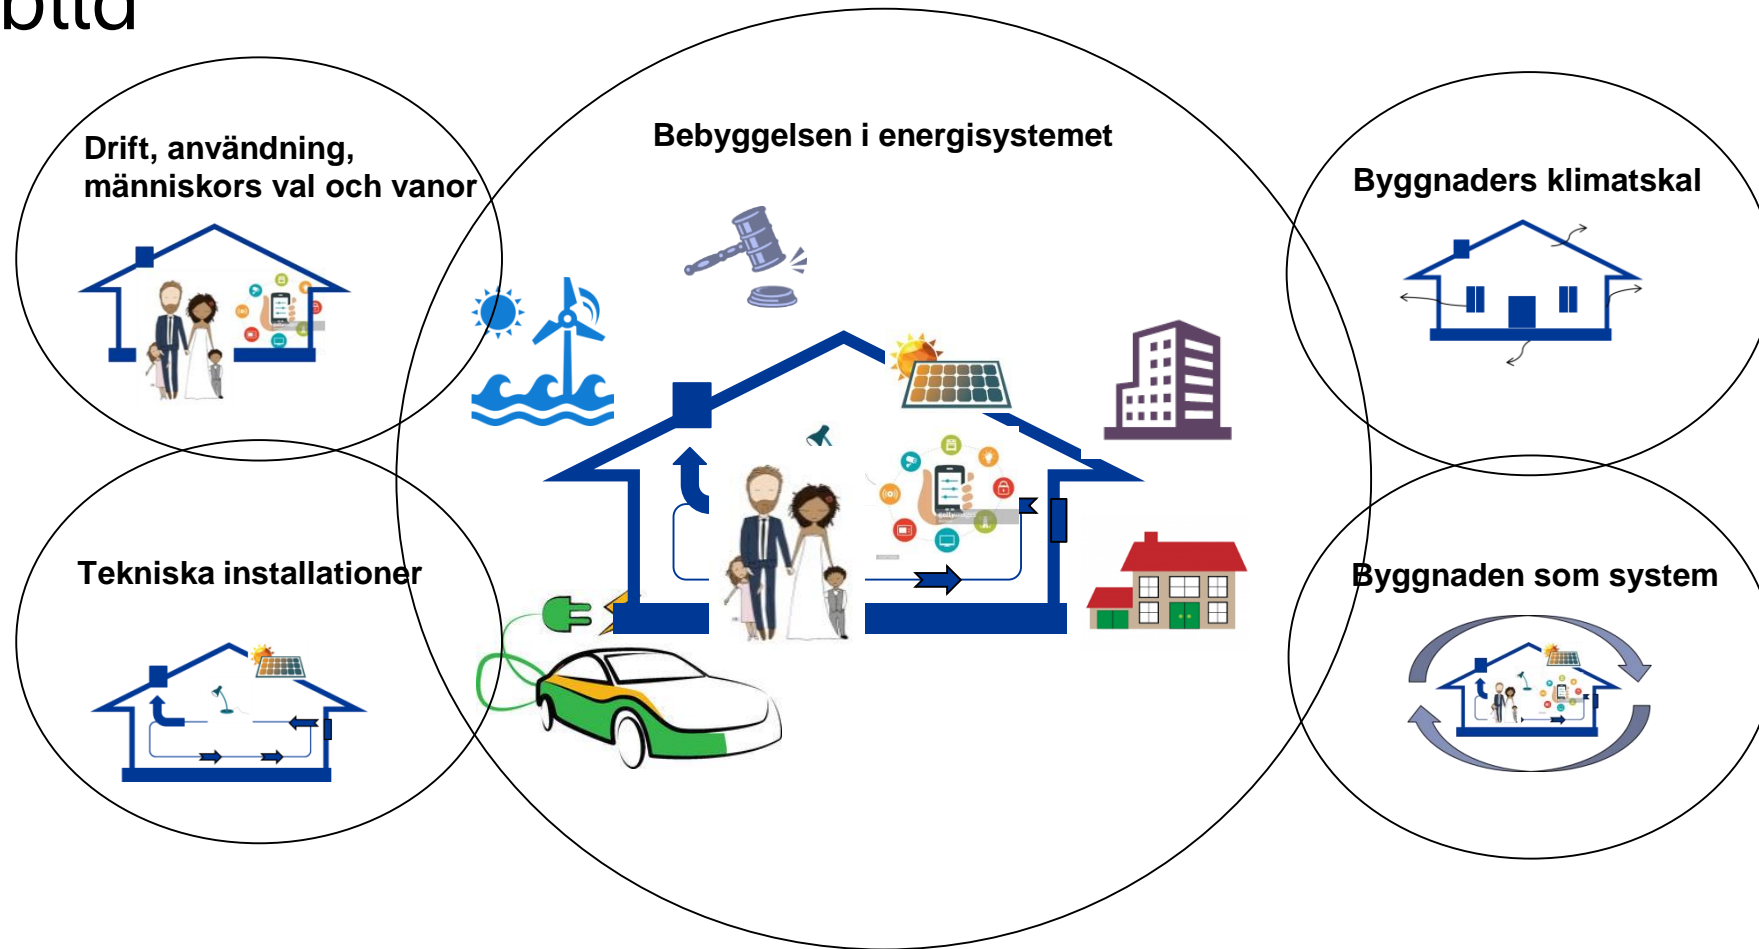 Drift, användning,
människors val och vanor
Bebyggelsen i energisystemet
Byggnaders klimatskal
Tekniska installationer
Byggnaden som system